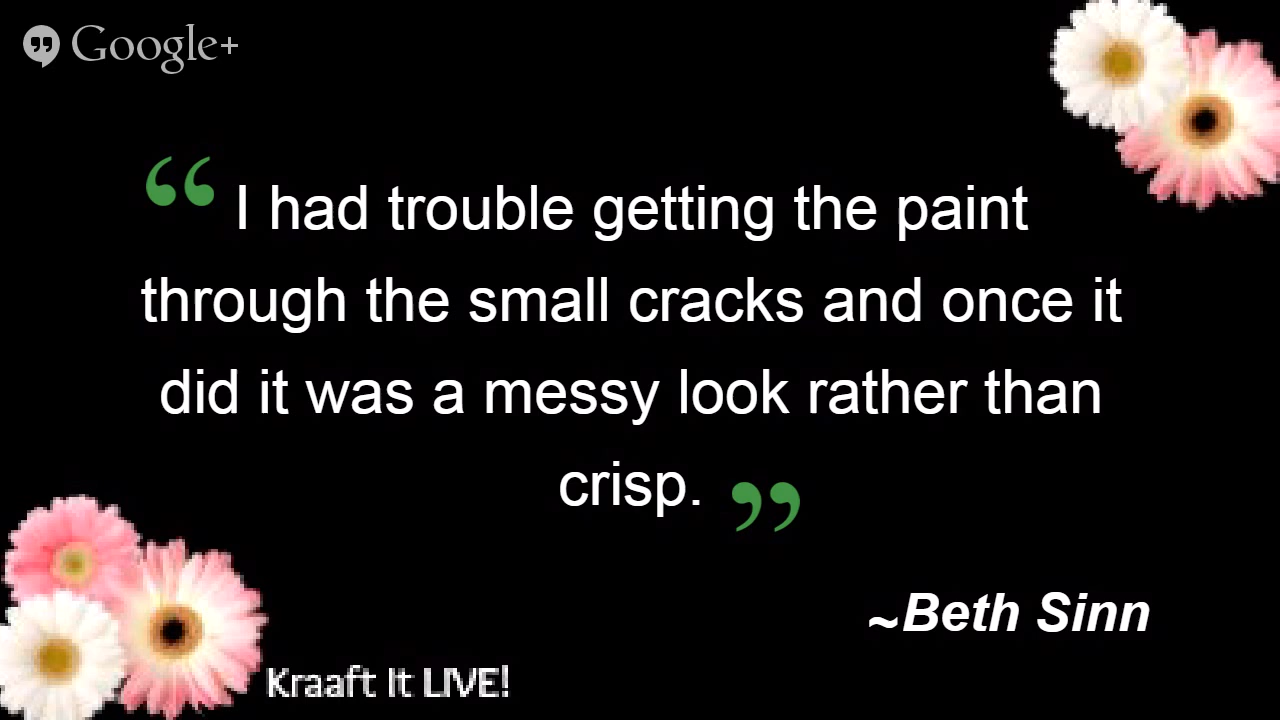 Google+
“ I had trouble getting the paint
through the small cracks and once it
did it was a messy look rather than
crisp. ”
~Beth Sinn
Kraaft It LIVE!